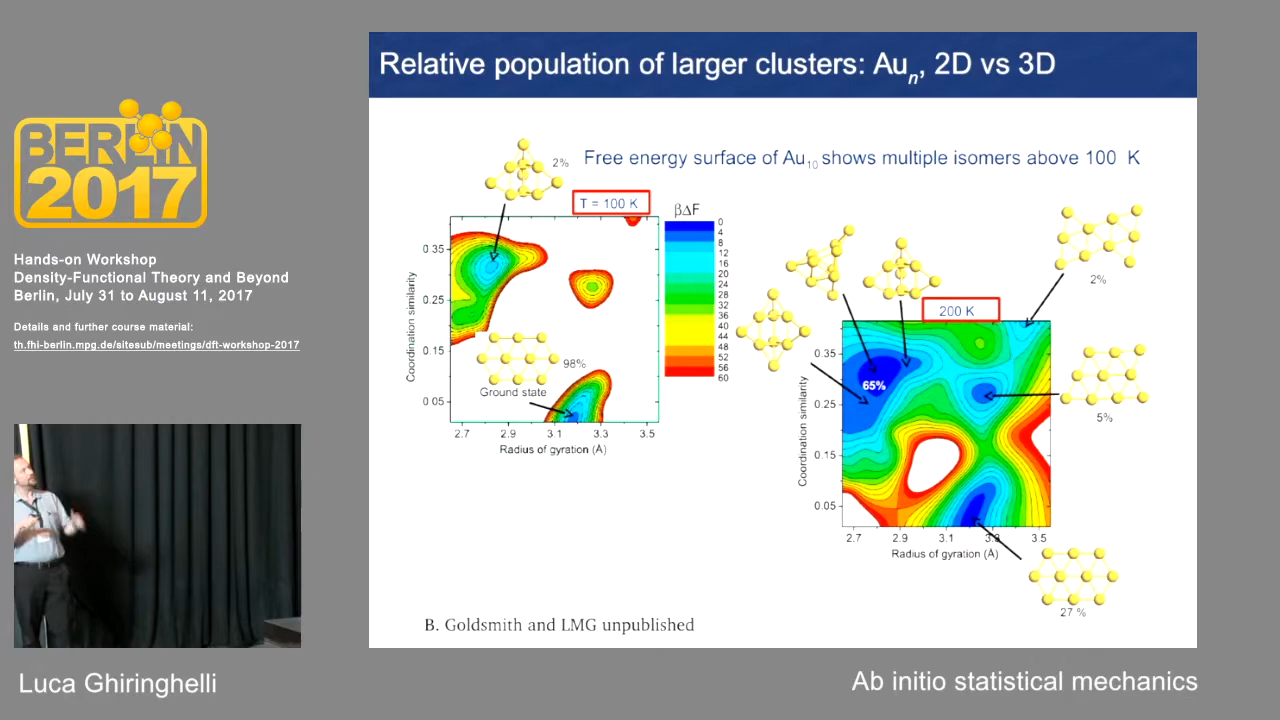 Relative population of larger clusters: Auₙ, 2D vs 3D
BERLIN
2017
Hands-on Workshop
Density-Functional Theory and Beyond
Berlin, July 31 to August 11, 2017
Details and further course material:
th.fhi-berlin.mpg.de/sitesub/meetings/dft-workshop-2017
Free energy surface of Au₁₀ shows multiple isomers above 100 K
2%
T = 100 K
βΔF
0
4
8
12
16
20
24
28
32
36
40
44
48
52
56
60
Coordination similarity
0 35
0.25
0.15
0 05
98%
Ground state
2.7 2.9 3.1 3.3 3.5
Radius of gyration (Å)
200 K
2%
65%
5%
27 %
Coordination similarity
0.35
0.25
0.15
0.05
2.7 2.9 3.1 3.3 3.5
Radius of gyration (Å)
B. Goldsmith and LMG unpublished
Luca Ghiringhelli
Ab initio statistical mechanics